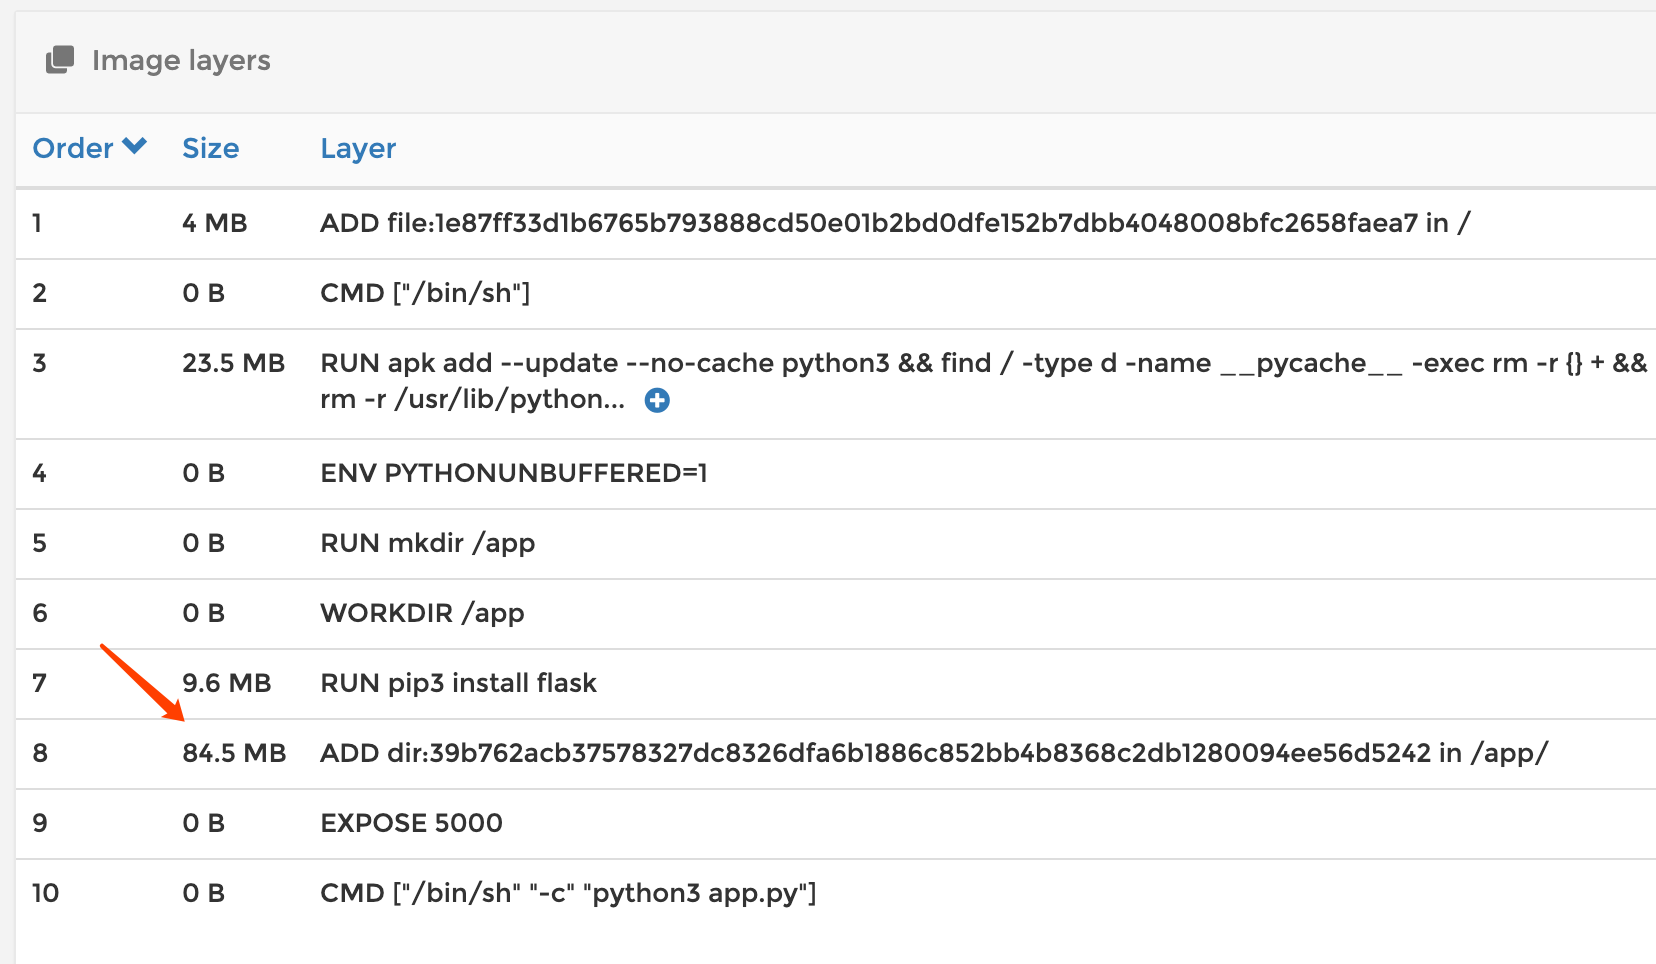 Image layers
Order Size Layer
1 4 MB ADD file:1e87ff33d1b6765b793888cd50e01b2bd0dfe152b7dbb4048008bfc2658faea7 in /
2 0 B CMD ["/bin/sh"]
3 23.5 MB RUN apk add --update --no-cache python3 && find / -type d -name __pycache__ -exec rm -r {} + &&
rm -r /usr/lib/python...
4 0 B ENV PYTHONUNBUFFERED=1
5 0 B RUN mkdir /app
6 0 B WORKDIR /app
7 9.6 MB RUN pip3 install flask
8 84.5 MB ADD dir:39b762acb37578327dc8326dfa6b1886c852bb4b8368c2db1280094ee56d5242 in /app/
9 0 B EXPOSE 5000
10 0 B CMD ["/bin/sh" "-c" "python3 app.py"]